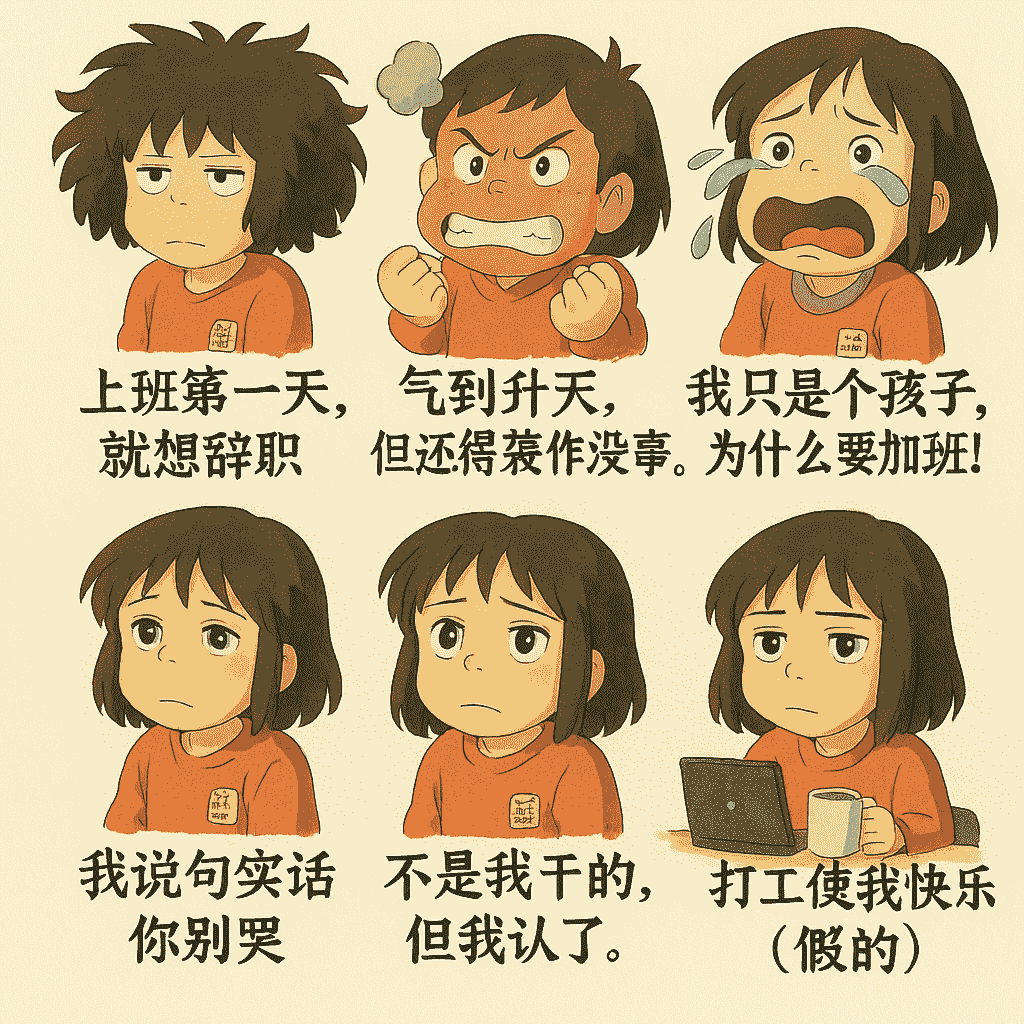 上班第一天，
就想辞职
气到升天，
但还得装作没事。
我只是个孩子，
为什么要加班！
我说句实话
你别哭
不是我干的，
但我认了。
打工使我快乐
（假的）